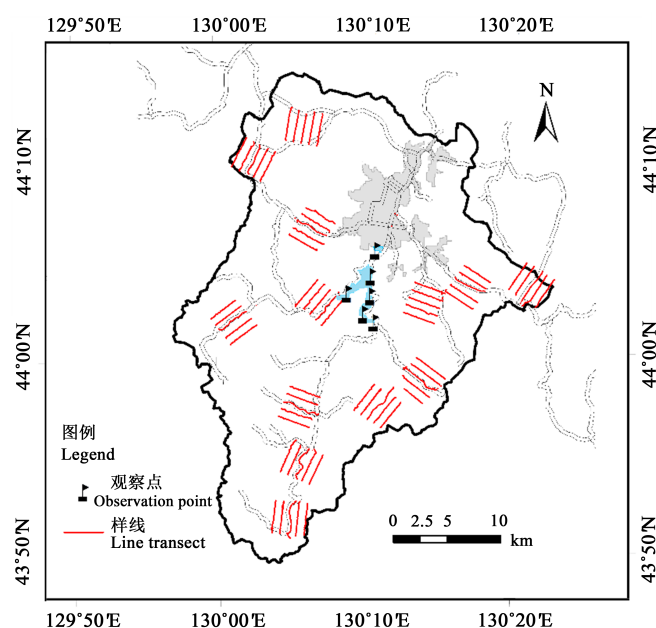 129°50′E 130°00′E 130°10′E 130°20′E
N
44°10′N 44°10′N
44°00′N 44°00′N
图例
Legend
观察点
Observation point
样线
Line transect
0 2.5 5 10
km
43°50′N 43°50′N
129°50′E 130°00′E 130°10′E 130°20′E